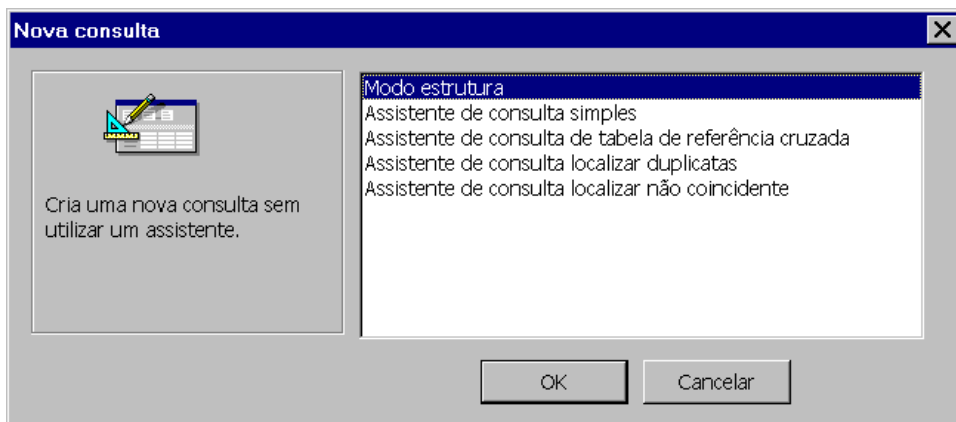 Nova consulta
Modo estrutura
Assistente de consulta simples
Assistente de consulta de tabela de referência cruzada
Assistente de consulta localizar duplicatas
Assistente de consulta localizar não coincidente
Cria uma nova consulta sem
utilizar um assistente.
OK
Cancelar